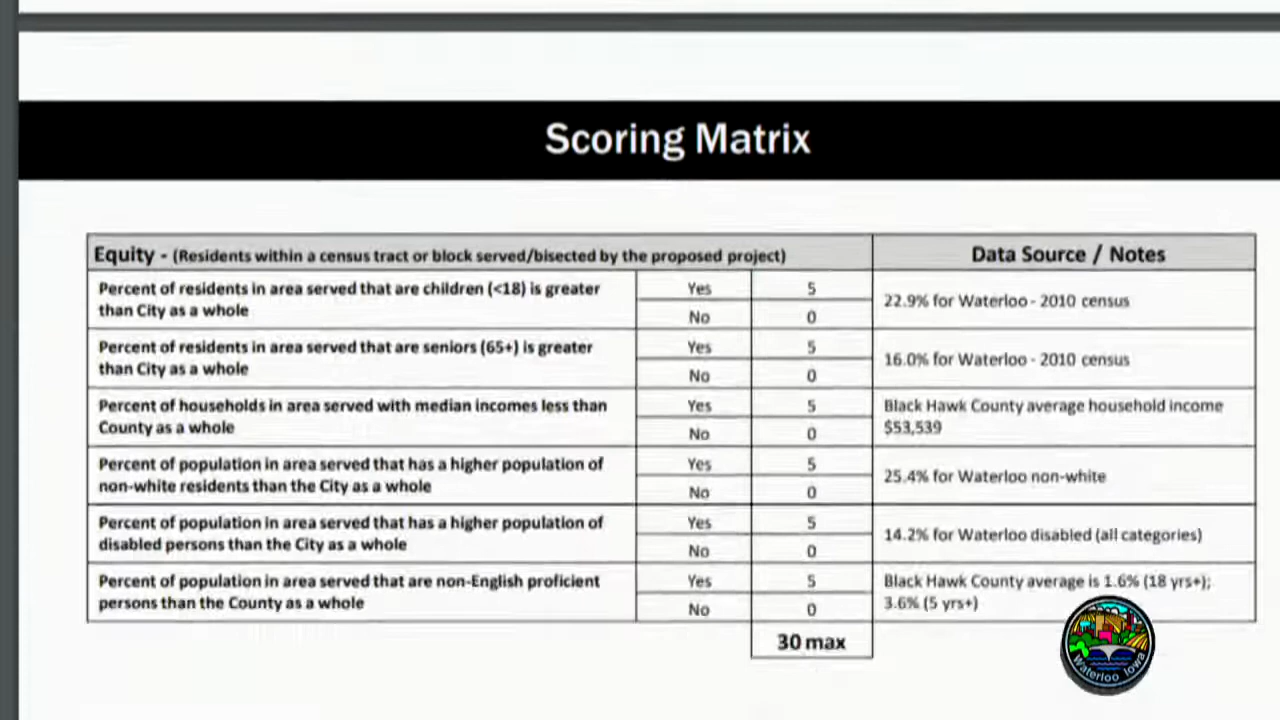 Scoring Matrix
Equity - (Residents within a census tract or block served/bisected by the proposed project)
Data Source / Notes
Percent of residents in area served that are children (<18) is greater
than City as a whole
Yes
5
No
0
22.9% for Waterloo - 2010 census
Percent of residents in area served that are seniors (65+) is greater
than City as a whole
Yes
5
No
0
16.0% for Waterloo - 2010 census
Percent of households in area served with median incomes less than
County as a whole
Yes
5
No
0
Black Hawk County average household income
$53,539
Percent of population in area served that has a higher population of
non-white residents than the City as a whole
Yes
5
No
0
25.4% for Waterloo non-white
Percent of population in area served that has a higher population of
disabled persons than the City as a whole
Yes
5
No
0
14.2% for Waterloo disabled (all categories)
Percent of population in area served that are non-English proficient
persons than the County as a whole
Yes
5
No
0
Black Hawk County average is 1.6% (18 yrs+);
3.6% (5 yrs+)
30 max
Waterloo Iowa